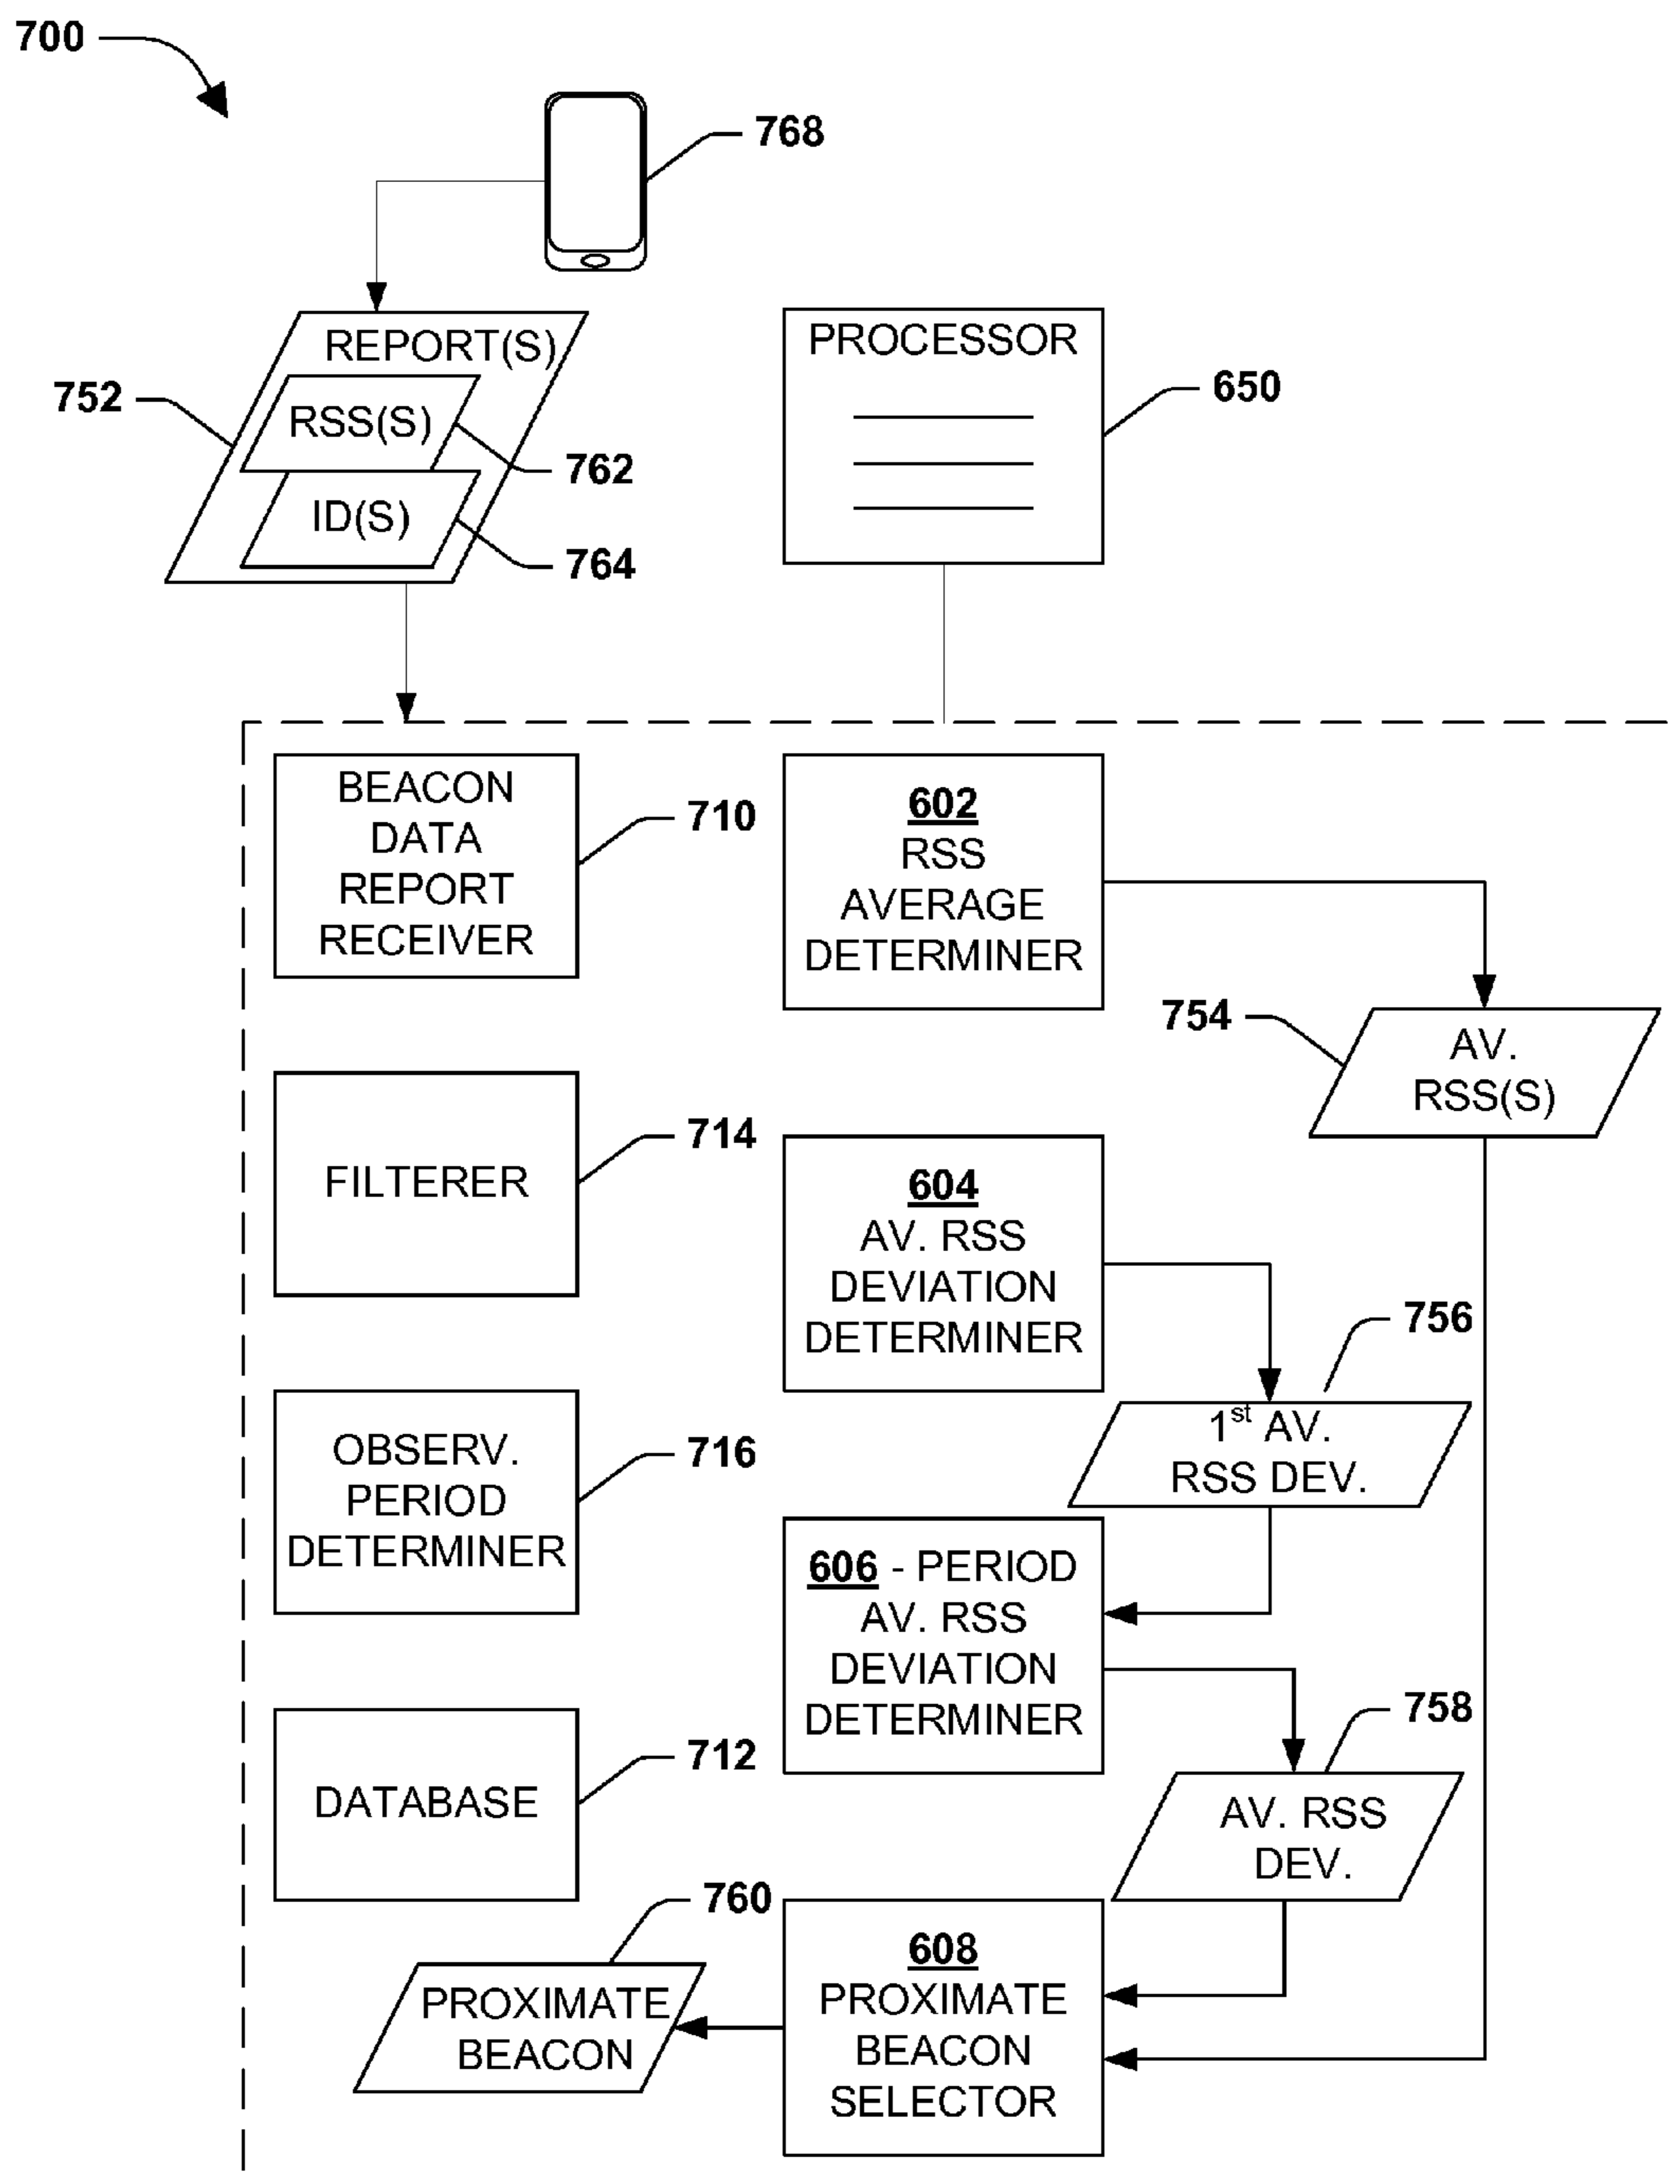 700
768
REPORT(S)
752
RSS(S)
762
ID(S)
764
PROCESSOR
650
BEACON
DATA
REPORT
RECEIVER
710
602
RSS
AVERAGE
DETERMINER
754
AV.
RSS(S)
FILTERER
714
604
AV. RSS
DEVIATION
DETERMINER
756
1st AV.
RSS DEV.
OBSERV.
PERIOD
DETERMINER
716
606 - PERIOD
AV. RSS
DEVIATION
DETERMINER
758
AV. RSS
DEV.
DATABASE
712
760
PROXIMATE
BEACON
608
PROXIMATE
BEACON
SELECTOR